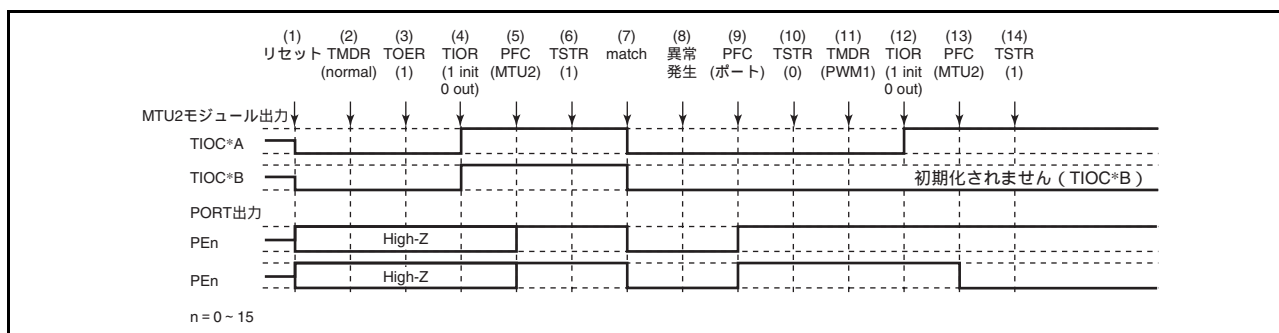 (1) (2) (3) (4) (5) (6) (7) (8) (9) (10) (11) (12) (13) (14)
リセット TMDR TOER TIOR PFC TSTR match 異常 PFC TSTR TMDR TIOR PFC TSTR
(normal) (1) (1 init (MTU2) (1) 発生 (ポート) (0) (PWM1) (1 init (MTU2) (1)
0 out) 0 out)
MTU2モジュール出力
TIOC*A
TIOC*B 初期化されません（TIOC*B）
PORT出力
PEn High-Z
PEn High-Z
n = 0 ~ 15